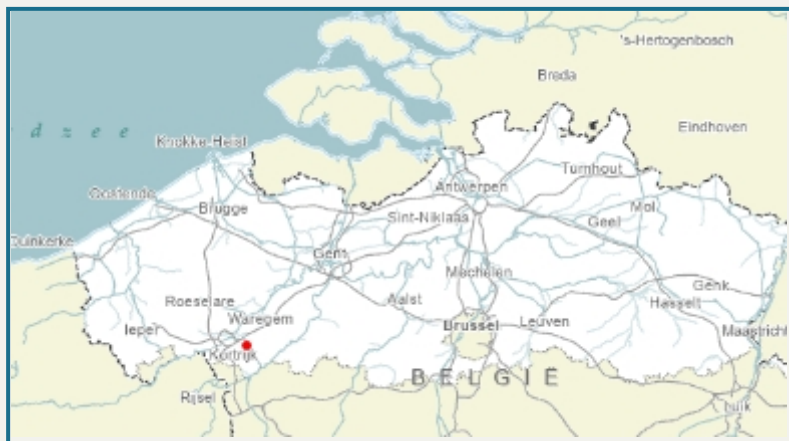 's-Hertogenbosch
Breda
d z e e
Eindhoven
Knokke-Heist
Turnhout
Antwerpen
Oostende
Mol
Brugge
Sint-Niklaas
Geel
Duinkerke
Gent
Mechelen
Genk
Roeselare
Aalst
Hasselt
Waregem
Ieper
Brussel
Leuven
Maastricht
Kortrijk
BELGIË
Rijsel
Luik